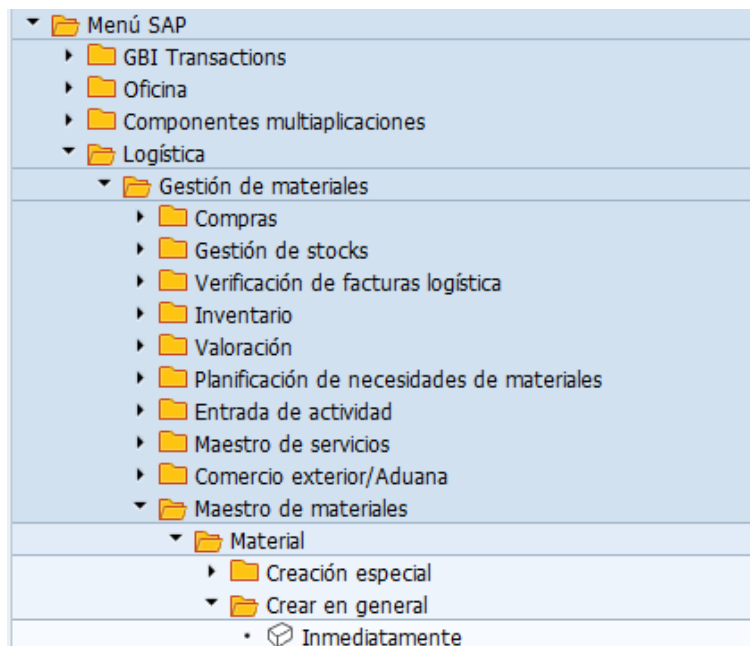 Menú SAP
GBI Transactions
Oficina
Componentes multiaplicaciones
Logística
Gestión de materiales
Compras
Gestión de stocks
Verificación de facturas logística
Inventario
Valoración
Planificación de necesidades de materiales
Entrada de actividad
Maestro de servicios
Comercio exterior/Aduana
Maestro de materiales
Material
Creación especial
Crear en general
Inmediatamente